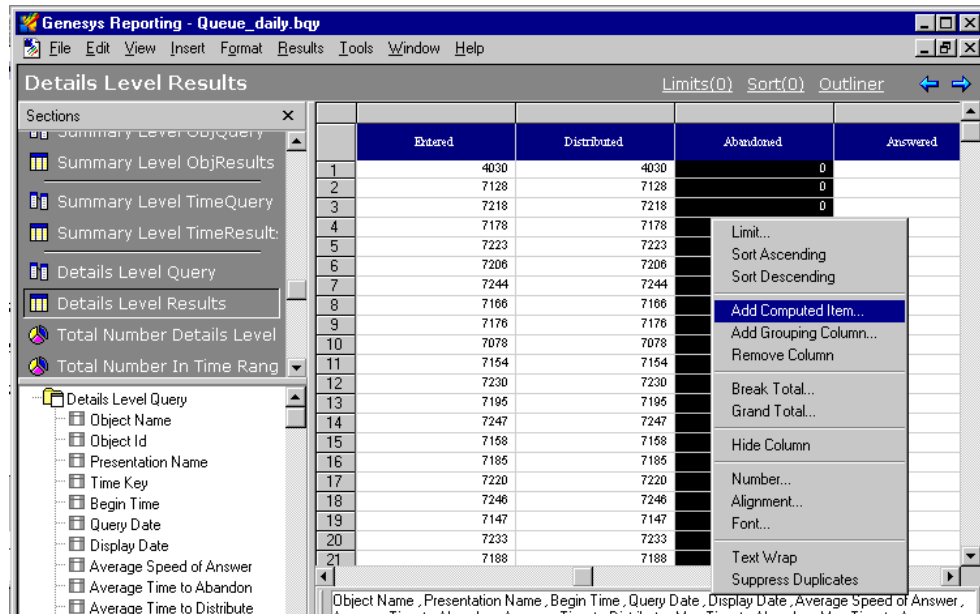 Genesys Reporting - Queue_daily.bqy
File Edit View Insert Format Results Tools Window Help
Details Level Results Limits(0) Sort(0) Outliner
Sections ×
Summary Level ObjQuery
Summary Level ObjResults
Summary Level TimeQuery
Summary Level TimeResult
Details Level Query
Details Level Results
Total Number Details Level
Total Number In Time Rang
Details Level Query
Object Name
Object Id
Presentation Name
Time Key
Begin Time
Query Date
Display Date
Average Speed of Answer
Average Time to Abandon
Average Time to Distribute
Entered Distributed Abandoned Answered
1 4030 4030 0
2 7128 7128 0
3 7218 7218 0
4 7178 7178
5 7223 7223
6 7206 7206
7 7244 7244
8 7166 7166
9 7176 7176
10 7078 7078
11 7154 7154
12 7230 7230
13 7195 7195
14 7247 7247
15 7158 7158
16 7185 7185
17 7220 7220
18 7246 7246
19 7147 7147
20 7233 7233
21 7188 7188
Limit...
Sort Ascending
Sort Descending
Add Computed Item...
Add Grouping Column...
Remove Column
Break Total...
Grand Total...
Hide Column
Number...
Alignment...
Font...
Text Wrap
Suppress Duplicates
Object Name , Presentation Name , Begin Time , Query Date , Display Date , Average Speed of Answer ,